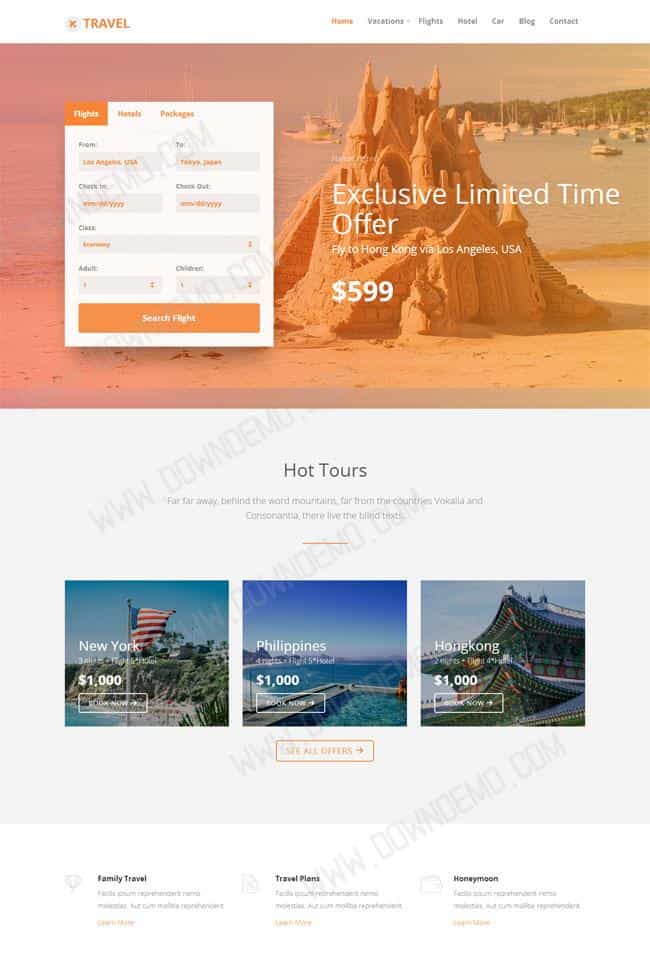 TRAVEL
Home Vacations Flights Hotel Car Blog Contact
Flights Hotels Packages
From: To:
Los Angeles, USA Tokyo, Japan
Check In: Check Out:
mm/dd/yyyy mm/dd/yyyy
Class:
Economy
Adult: Children:
1 1
Search Flight
Exclusive Limited Time
Offer
Fly to Hong Kong via Los Angeles, USA
$599
Hot Tours
Far far away, behind the word mountains, far from the countries Vokalia and
Consonantia, there live the blind texts.
New York
3 nights + Flight 5*Hotel
$1,000
BOOK NOW
Philippines
4 nights + Flight 5*Hotel
$1,000
BOOK NOW
Hongkong
2 nights + Flight 4*Hotel
$1,000
BOOK NOW
SEE ALL OFFERS
Family Travel
Facilis ipsum reprehenderit nemo
molestias. Aut cum mollitia reprehenderit.
Learn More
Travel Plans
Facilis ipsum reprehenderit nemo
molestias. Aut cum mollitia reprehenderit.
Learn More
Honeymoon
Facilis ipsum reprehenderit nemo
molestias. Aut cum mollitia reprehenderit.
Learn More
WWW.DOWNDEMO.COM